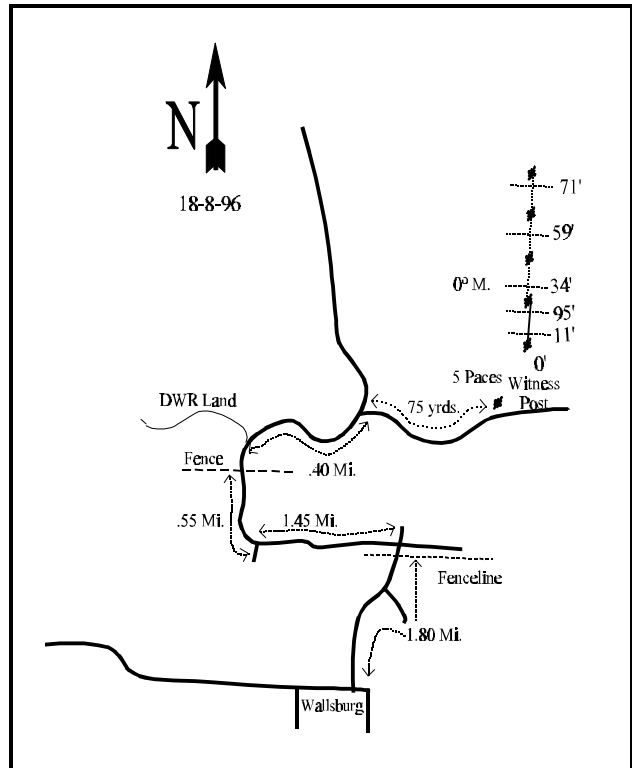 N
18-8-96
71'
59'
0° M.
34'
95'
11'
0'
5 Paces
Witness
Post
75 yrds.
DWR Land
Fence
.40 Mi.
.55 Mi.
1.45 Mi.
Fenceline
1.80 Mi.
Wallsburg